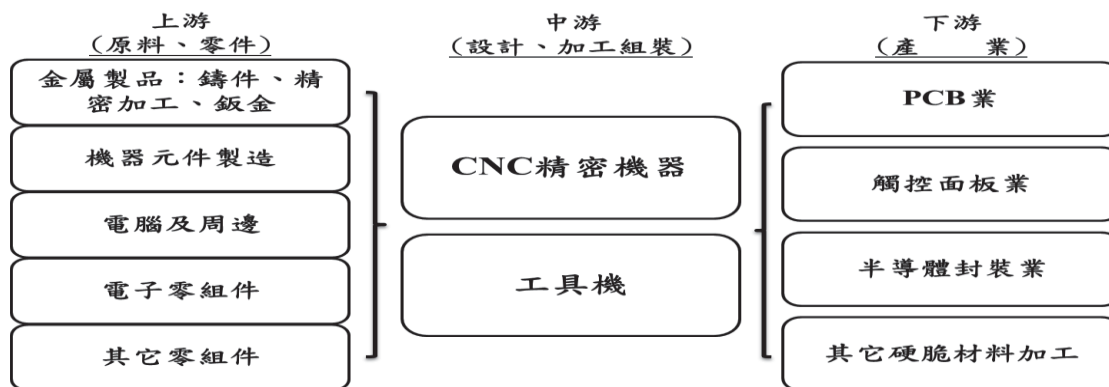 上游
(原料、零件)
金屬製品：鑄件、精
密加工、鈑金
機器元件製造
電腦及周邊
電子零組件
其它零組件
中游
(設計、加工組裝)
CNC精密機器
工具機
下游
(產　　業)
PCB業
觸控面板業
半導體封裝業
其它硬脆材料加工